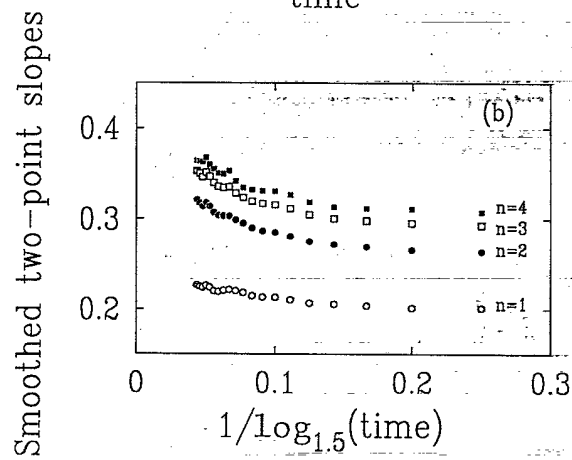 time
Smoothed two-point slopes
(b)
0.4
0.3
0.2
n=4
n=3
n=2
n=1
0
0.1
0.2
0.3
1/log1.5(time)